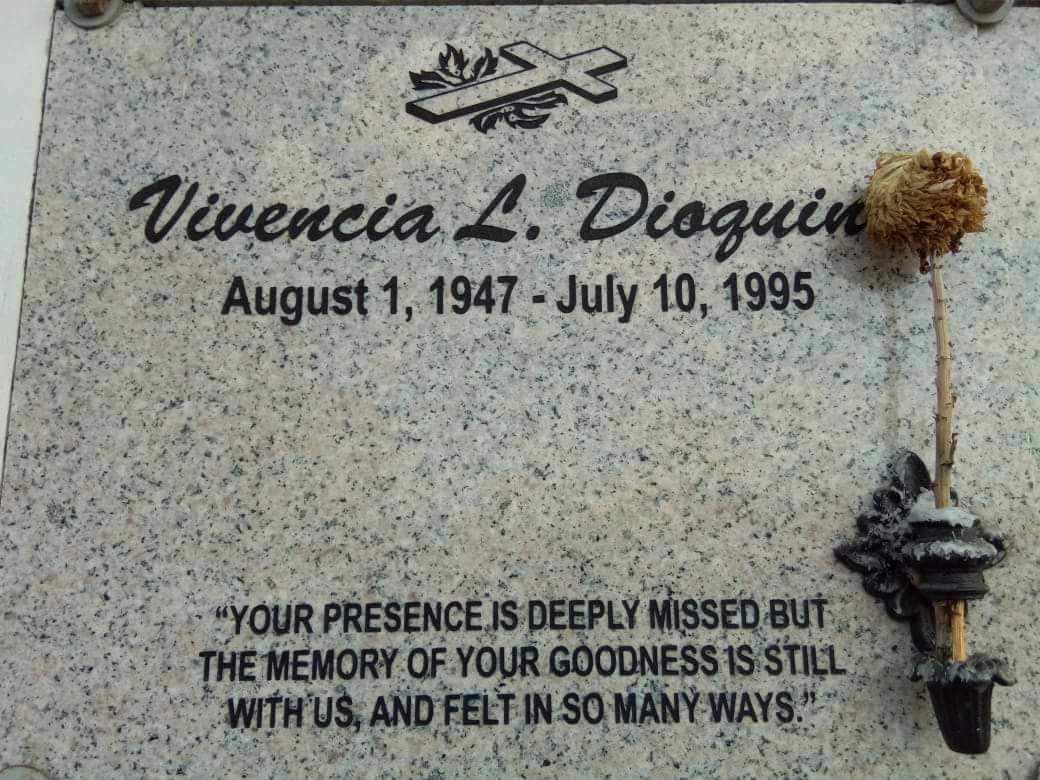 Vivencia L. Dioquin
August 1, 1947 - July 10, 1995
“YOUR PRESENCE IS DEEPLY MISSED BUT
THE MEMORY OF YOUR GOODNESS IS STILL
WITH US, AND FELT IN SO MANY WAYS.”